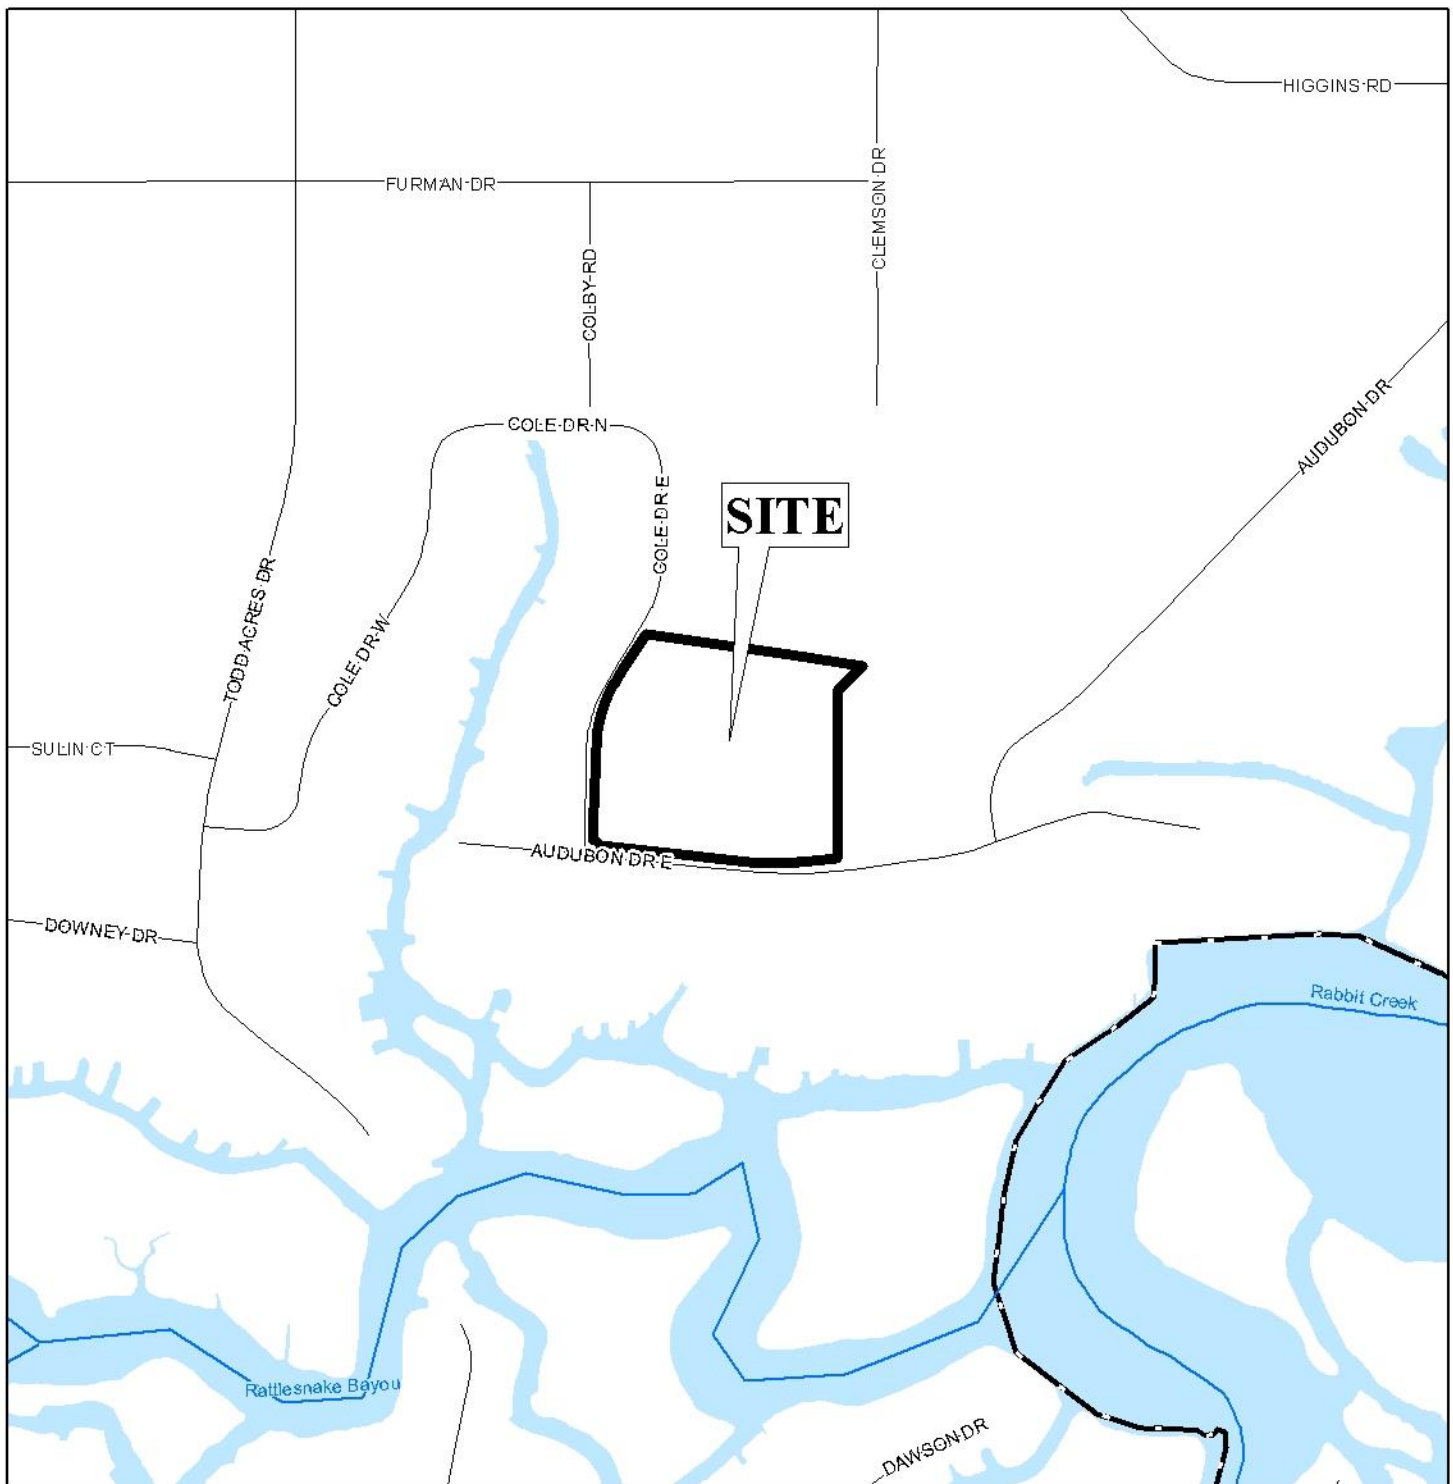 HIGGINS RD
FURMAN DR
CLEMSON DR
COLBY RD
AUDUBON DR
COLE DR N
COLE DR E
SITE
TODD ACRES DR
COLE DR W
SULIN CT
AUDUBON DR E
DOWNEY DR
Rabbit Creek
Rattlesnake Bayou
DAWSON DR